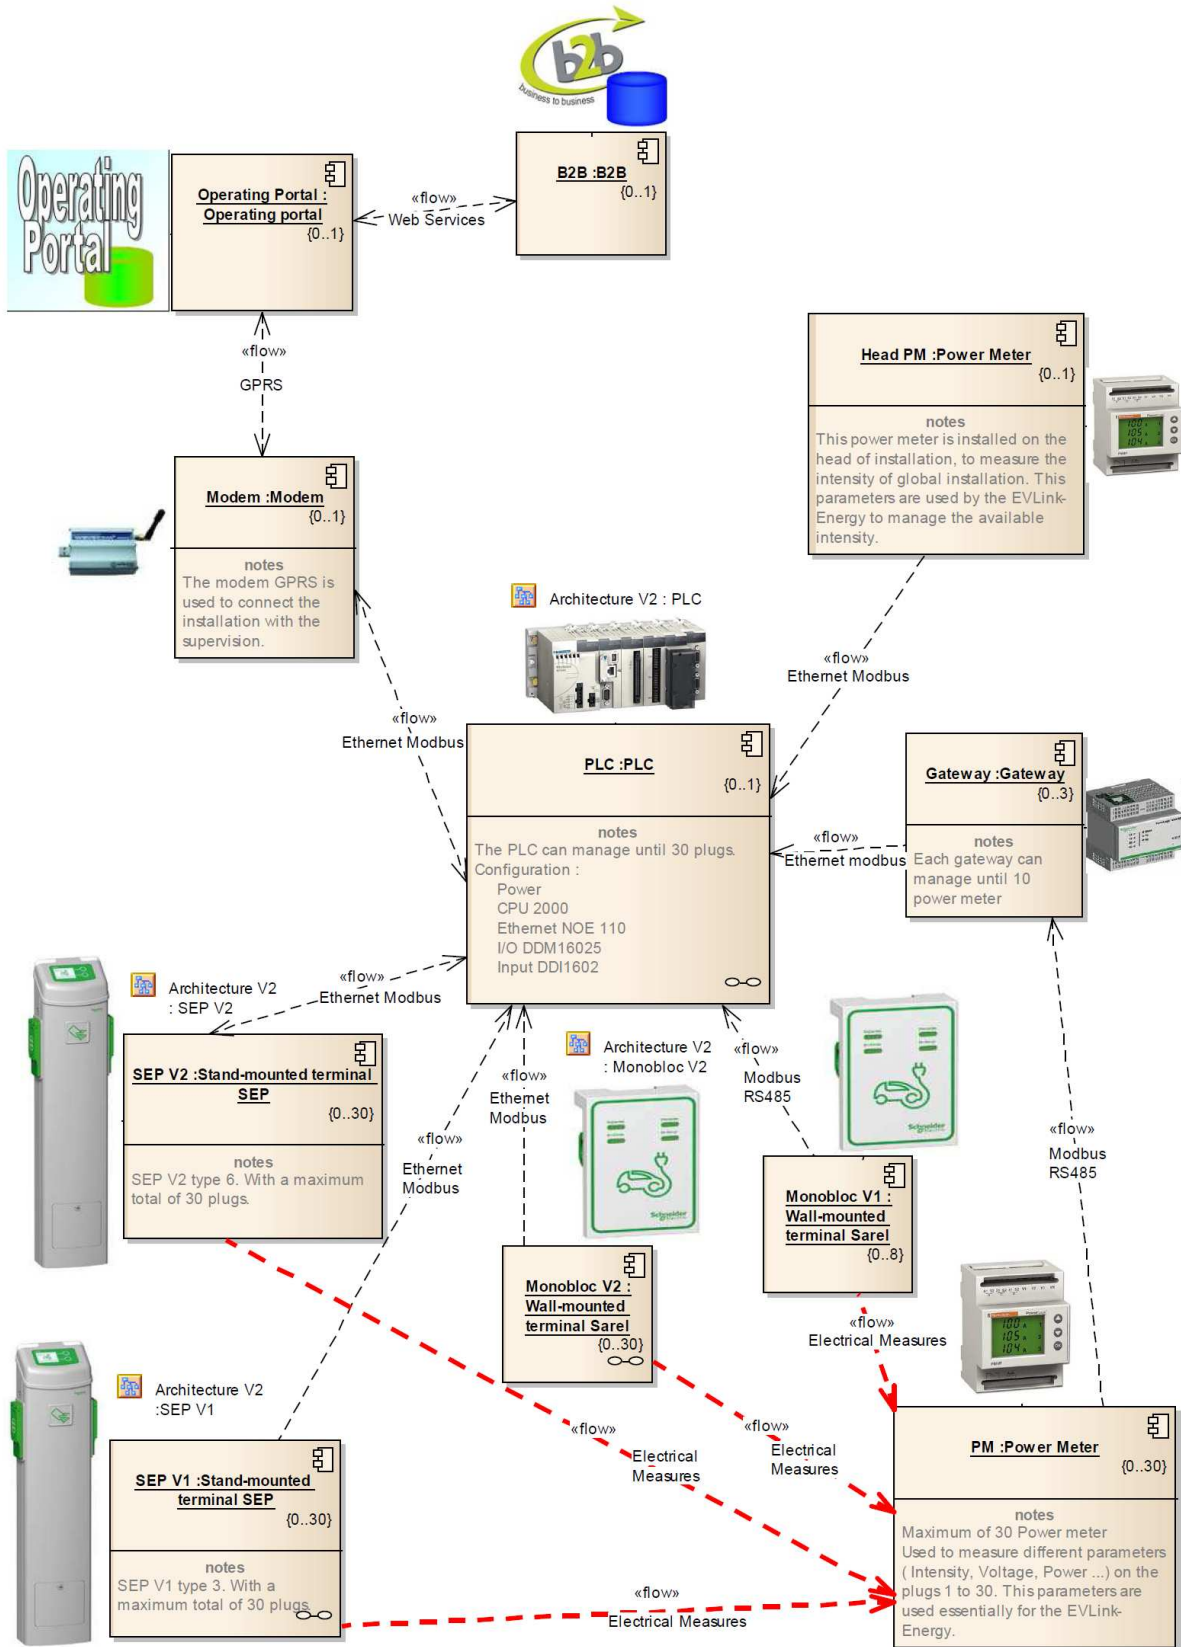 b2b
business to business
Operating
Portal
Operating Portal :
Operating portal
{0..1}
«flow»
Web Services
B2B :B2B
{0..1}
«flow»
GPRS
Head PM :Power Meter
{0..1}
notes
This power meter is installed on the
head of installation, to measure the
intensity of global installation. This
parameters are used by the EVLink-
Energy to manage the available
intensity.
100
105
104
Modem :Modem
{0..1}
notes
The modem GPRS is
used to connect the
installation with the
supervision.
Architecture V2 : PLC
«flow»
Ethernet Modbus
«flow»
Ethernet Modbus
PLC :PLC
{0..1}
notes
The PLC can manage until 30 plugs.
Configuration :
Power
CPU 2000
Ethernet NOE 110
I/O DDM16025
Input DDI1602
Gateway :Gateway
{0..3}
notes
Each gateway can
manage until 10
power meter
«flow»
Ethernet modbus
Architecture V2
: SEP V2
«flow»
Ethernet Modbus
SEP V2 :Stand-mounted terminal
SEP
{0..30}
notes
SEP V2 type 6. With a maximum
total of 30 plugs.
«flow»
Ethernet
Modbus
«flow»
Ethernet
Modbus
Architecture V2
: Monobloc V2
Schneider
Electric
«flow»
Modbus
RS485
Schneider
Electric
«flow»
Modbus
RS485
Monobloc V1 :
Wall-mounted
terminal Sarel
{0..8}
Monobloc V2 :
Wall-mounted
terminal Sarel
{0..30}
«flow»
Electrical Measures
100
105
104
Architecture V2
:SEP V1
«flow»
Electrical
Measures
«flow»
Electrical
Measures
SEP V1 :Stand-mounted
terminal SEP
{0..30}
notes
SEP V1 type 3. With a
maximum total of 30 plugs
«flow»
Electrical Measures
PM :Power Meter
{0..30}
notes
Maximum of 30 Power meter
Used to measure different parameters
( Intensity, Voltage, Power ...) on the
plugs 1 to 30. This parameters are
used essentially for the EVLink-
Energy.